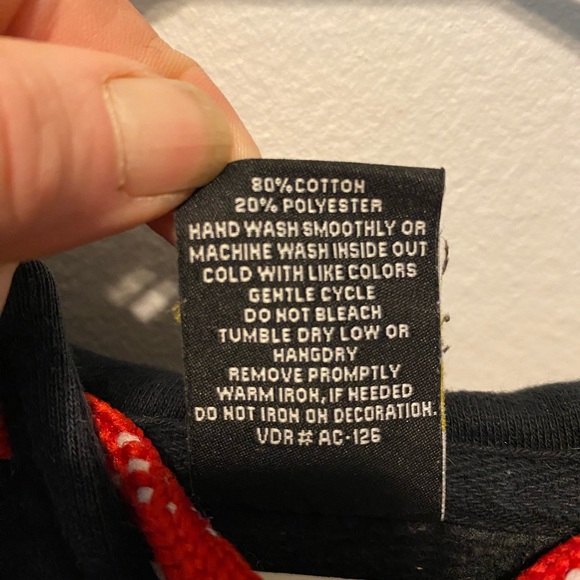 80%COTTON
20% POLYESTER
HAND WASH SMOOTHLY OR
MACHINE WASH INSIDE OUT
COLD WITH LIKE COLORS
GENTLE CYCLE
DO NOT BLEACH
TUMBLE DRY LOW OR
HANGDRY
REMOVE PROMPTLY
WARM IRON, IF NEEDED
DO NOT IRON ON DECORATION.
VDR# AC-126